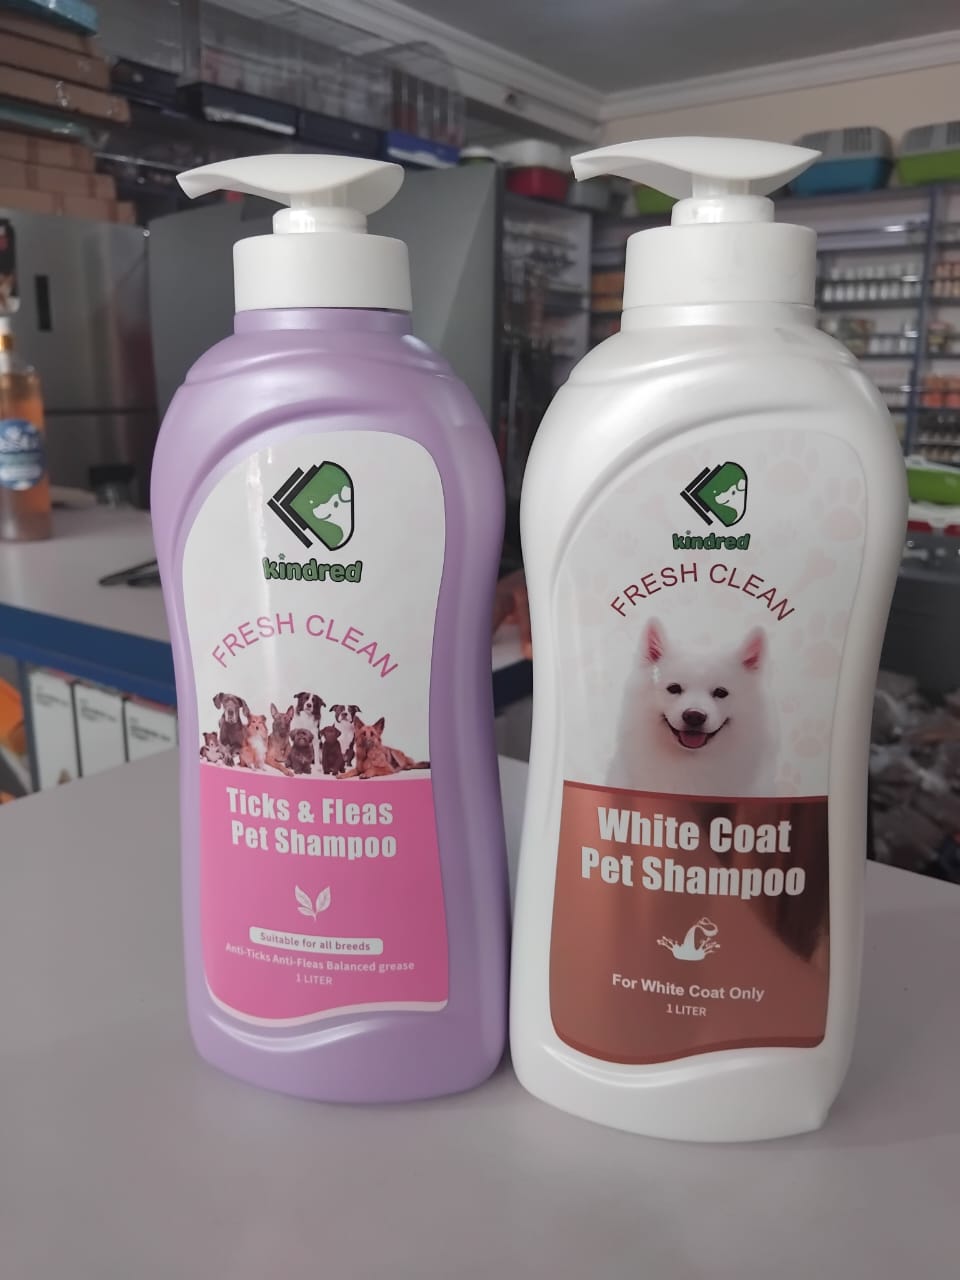 kindred
FRESH CLEAN
Ticks & Fleas
Pet Shampoo
Suitable for all breeds
Anti-Ticks Anti-Fleas Balanced grease
1 LITER
kindred
FRESH CLEAN
White Coat
Pet Shampoo
For White Coat Only
1 LITER